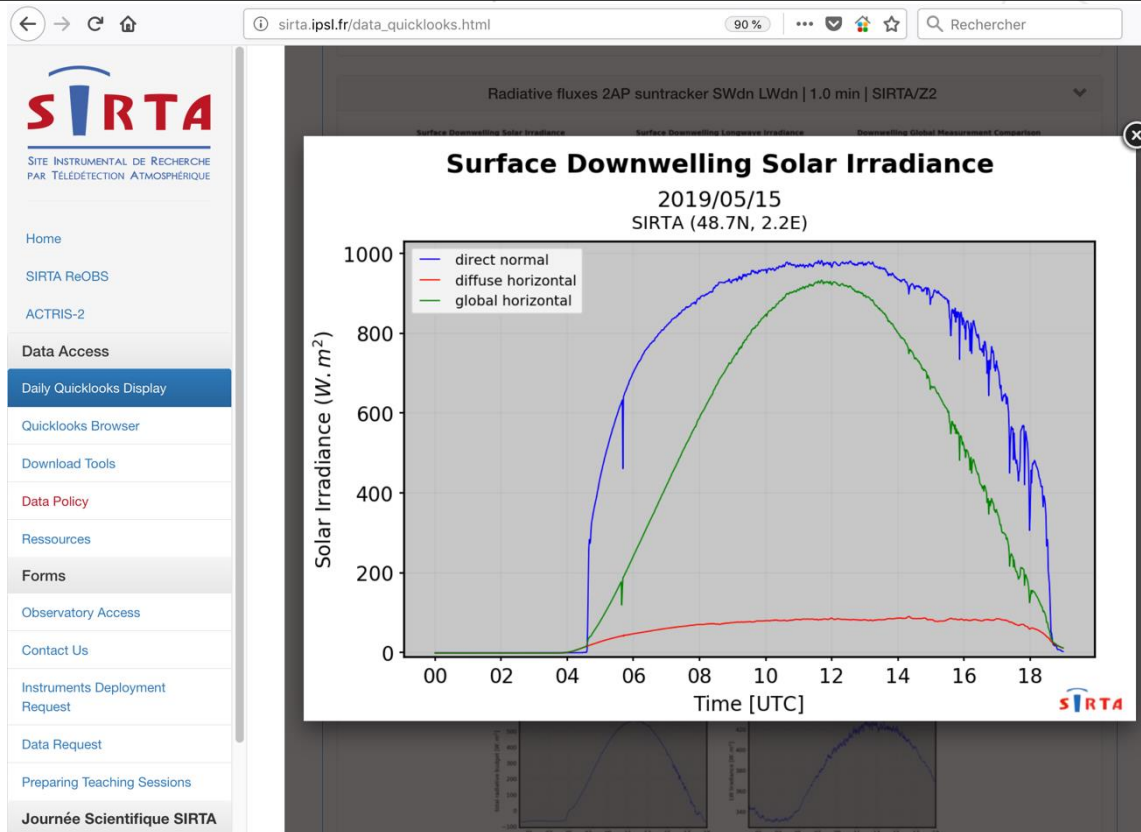 sirta.ipsl.fr/data_quicklooks.html
90 %
Rechercher
SIRTA
SITE INSTRUMENTAL DE RECHERCHE
PAR TÉLÉDÉTECTION ATMOSPHÉRIQUE
Home
SIRTA ReOBS
ACTRIS-2
Data Access
Daily Quicklooks Display
Quicklooks Browser
Download Tools
Data Policy
Ressources
Forms
Observatory Access
Contact Us
Instruments Deployment
Request
Data Request
Preparing Teaching Sessions
Journée Scientifique SIRTA
Radiative fluxes 2AP suntracker SWdn LWdn | 1.0 min | SIRTA/Z2
Surface Downwelling Solar Irradiance
Surface Downwelling Longwave Irradiance
Downwelling Global Measurement Comparison
Surface Downwelling Solar Irradiance
2019/05/15
SIRTA (48.7N, 2.2E)
direct normal
diffuse horizontal
global horizontal
Solar Irradiance (W.m²)
1000
800
600
400
200
0
00 02 04 06 08 10 12 14 16 18
Time [UTC]
SIRTA